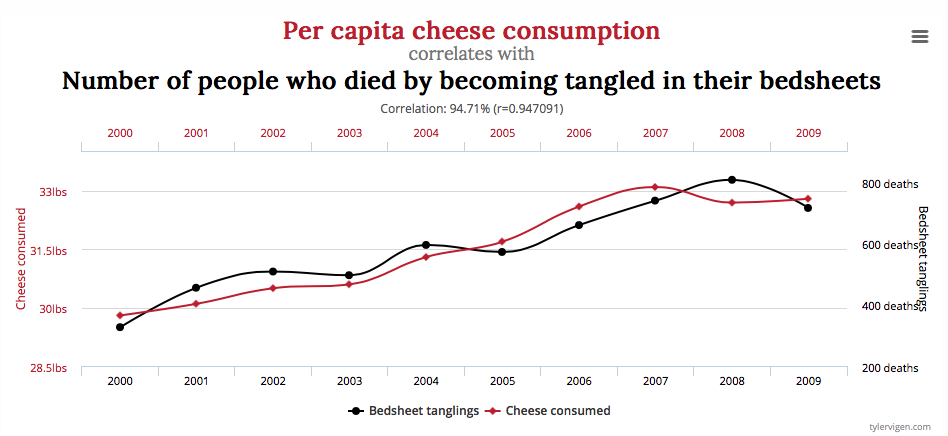 Per capita cheese consumption
correlates with
Number of people who died by becoming tangled in their bedsheets
Correlation: 94.71% (r=0.947091)
2000 2001 2002 2003 2004 2005 2006 2007 2008 2009
33lbs
31.5lbs
30lbs
28.5lbs
Cheese consumed
800 deaths
600 deaths
400 deaths
200 deaths
Bedsheet tanglings
2000 2001 2002 2003 2004 2005 2006 2007 2008 2009
Bedsheet tanglings Cheese consumed
tylervigen.com